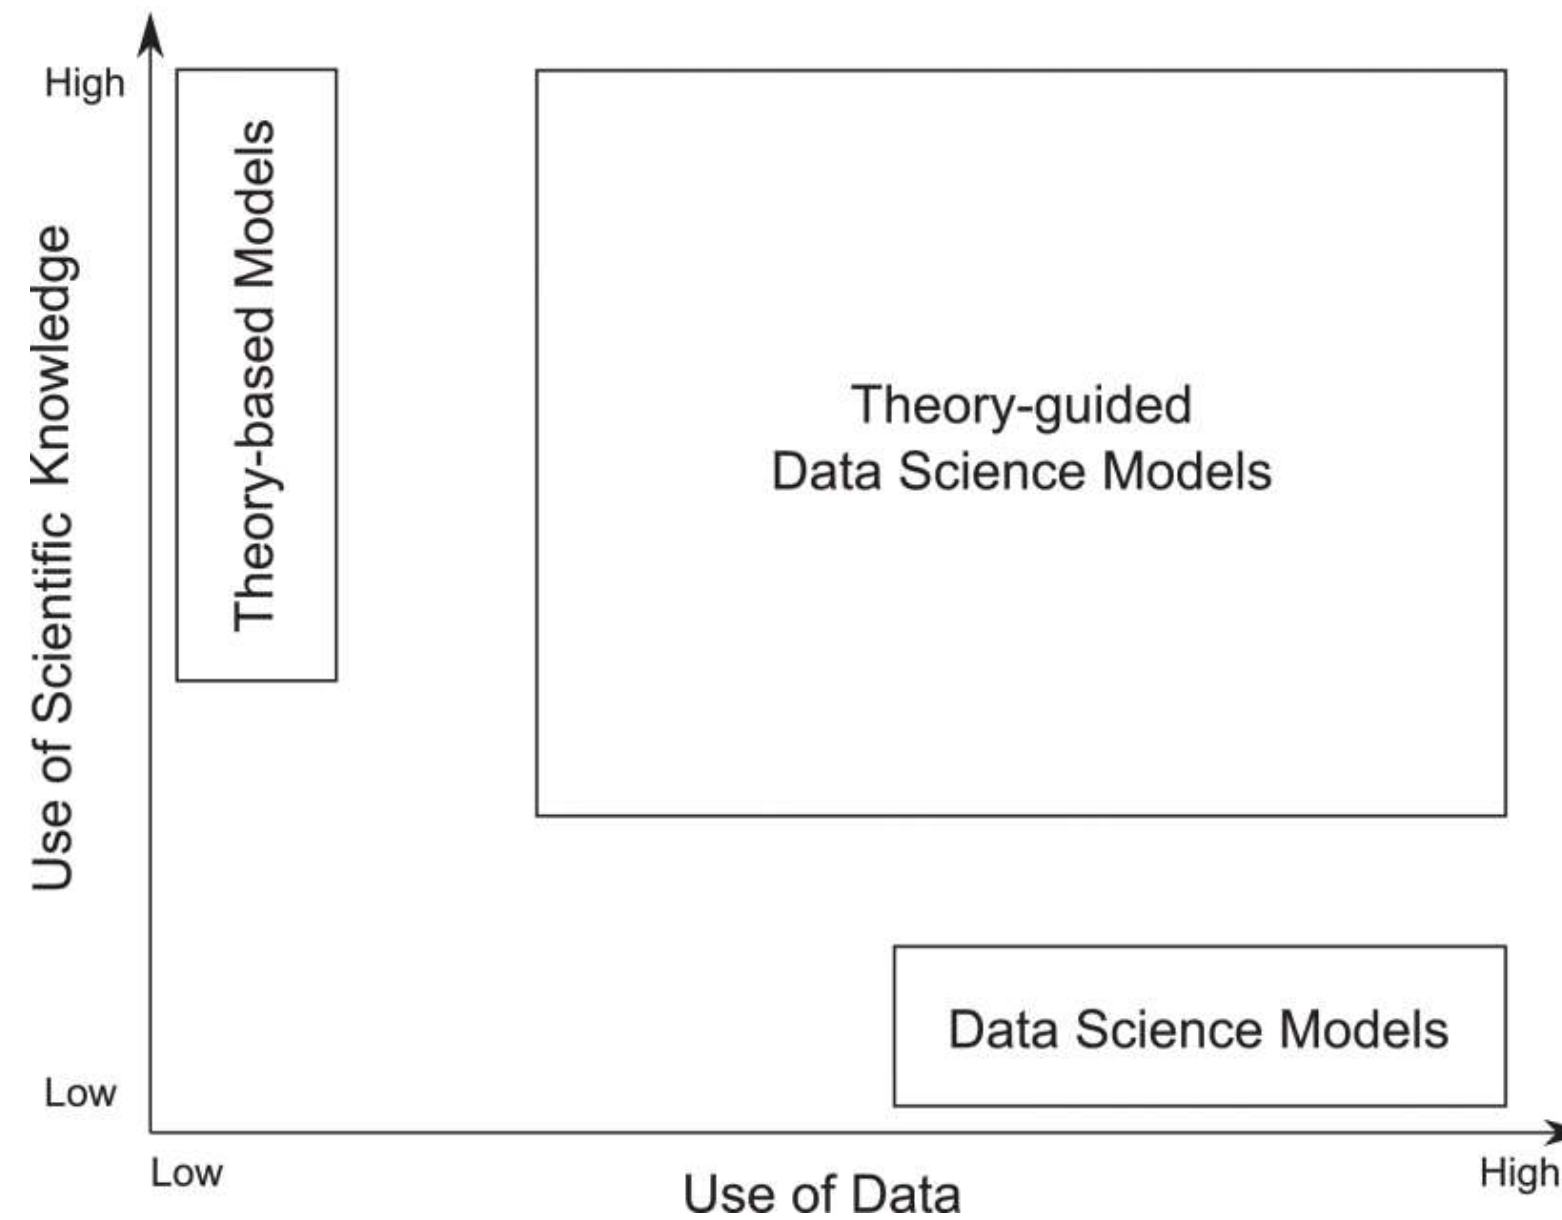 High
Use of Scientific Knowledge
Theory-based Models
Theory-guided
Data Science Models
Data Science Models
Low
Low
Use of Data
High